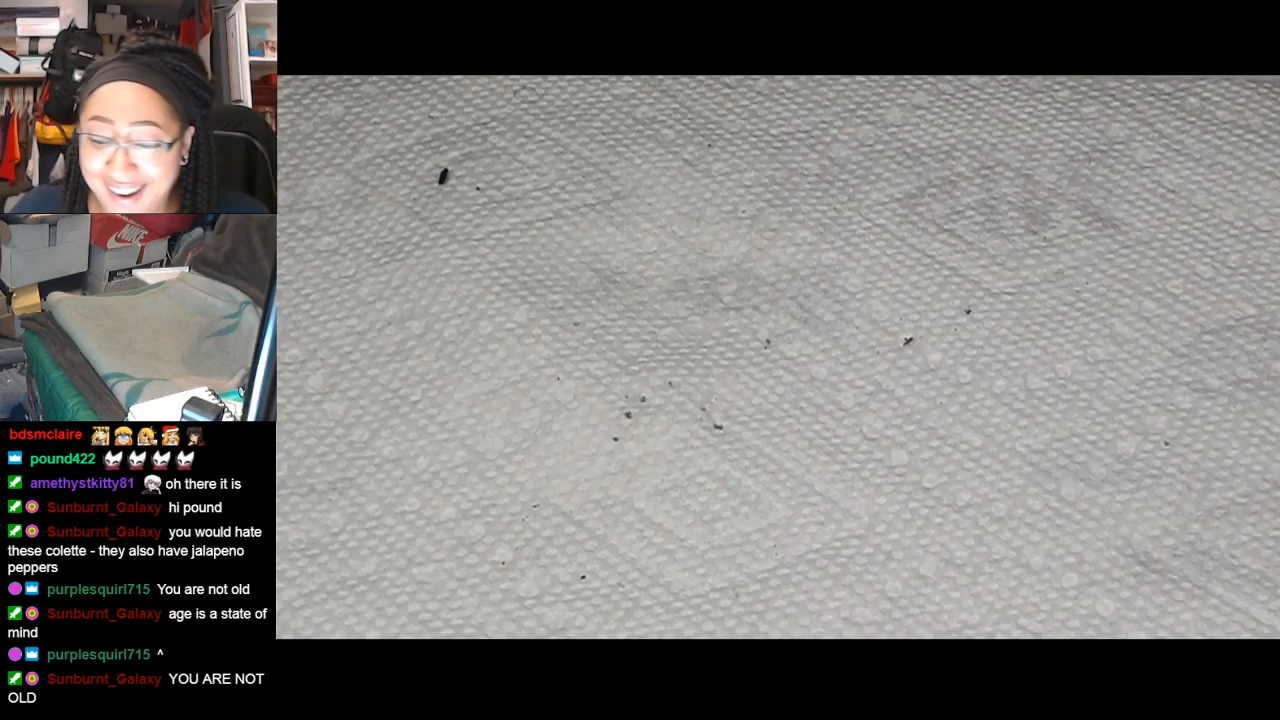 NIKE
High
bdsmclaire
pound422
amethystkitty81 oh there it is
Sunburnt_Galaxy hi pound
Sunburnt_Galaxy you would hate
these colette - they also have jalapeno
peppers
purplesquirl715 You are not old
Sunburnt_Galaxy age is a state of
mind
purplesquirl715 ^
Sunburnt_Galaxy YOU ARE NOT
OLD